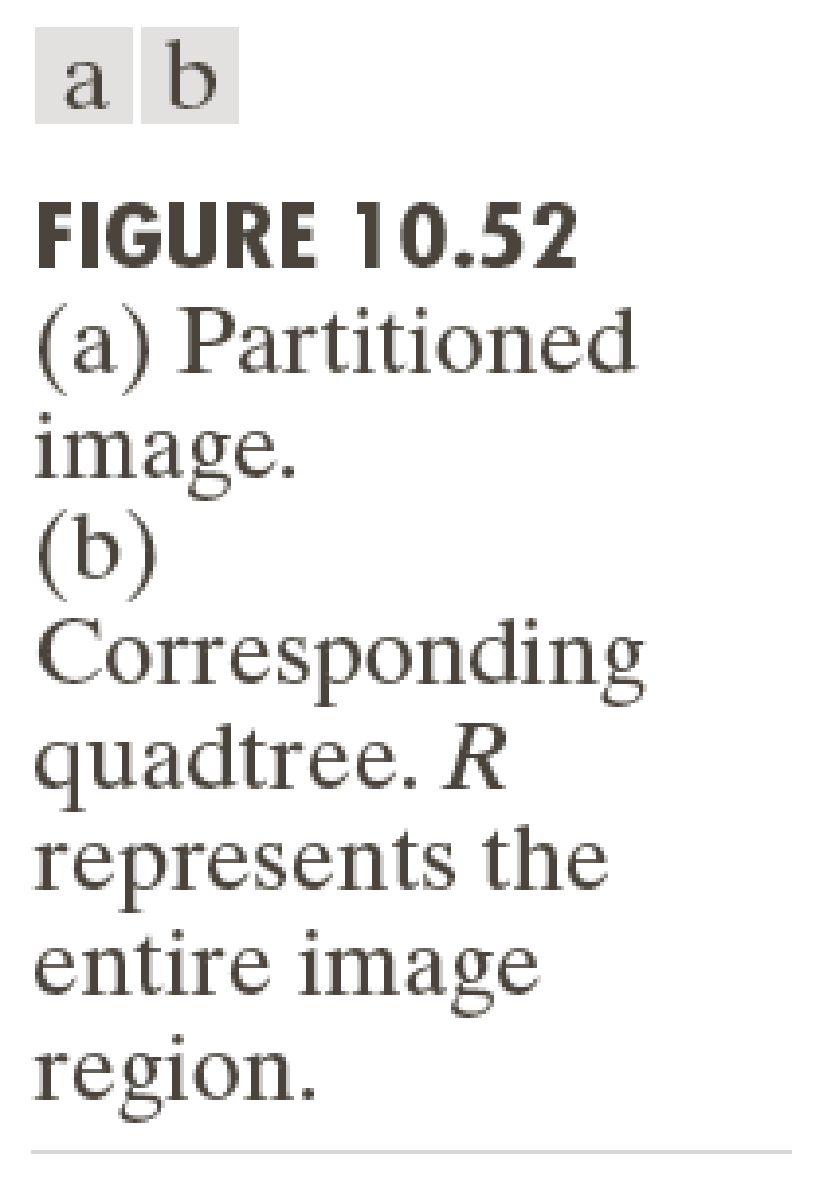 a b
FIGURE 10.52
(a) Partitioned
image.
(b)
Corresponding
quadtree. R
represents the
entire image
region.